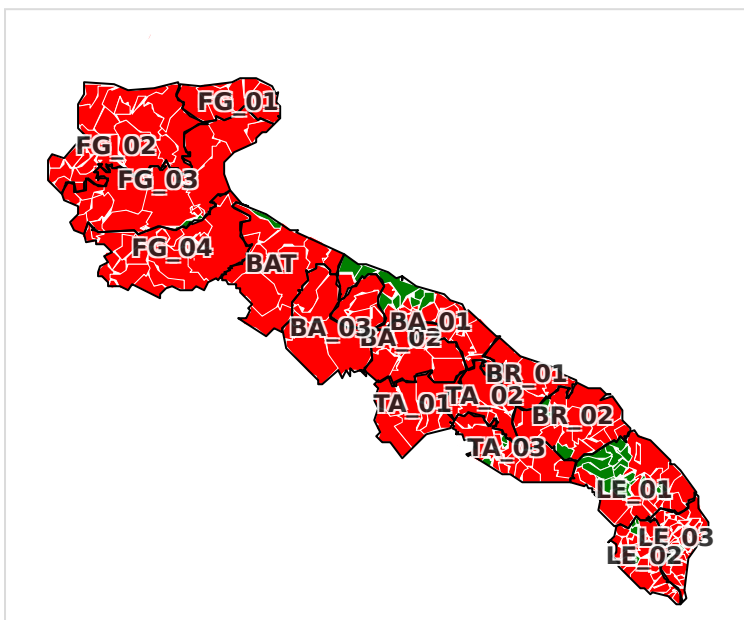 FG_01
FG_02
FG_03
FG_04
BAT
BA_01
BA_03
BA_02
BR_01
TA_02
TA_01
BR_02
TA_03
LE_01
LE_03
LE_02